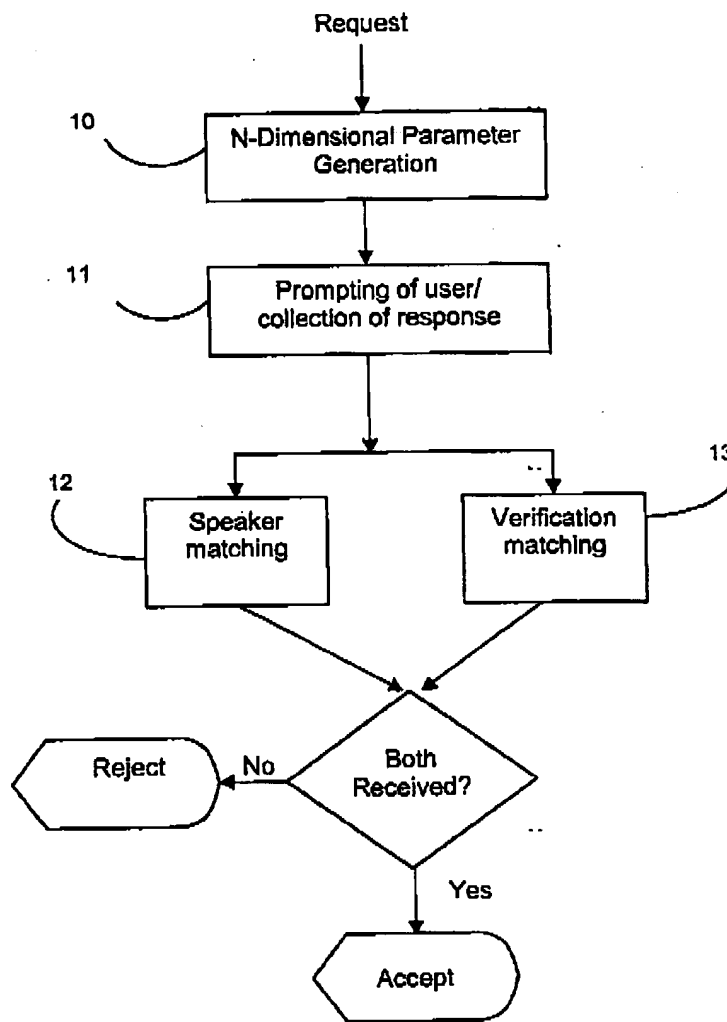 Request
10
N-Dimensional Parameter
Generation
11
Prompting of user/
collection of response
12
Speaker
matching
13
Verification
matching
Both
Received?
No
Reject
Yes
Accept